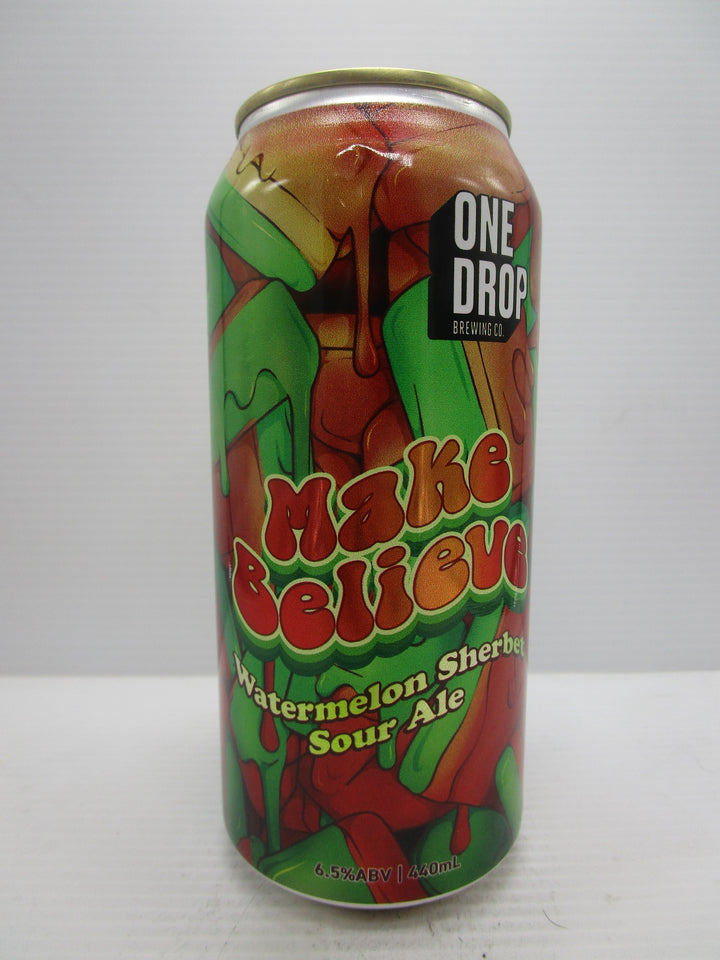 ONE
DROP
BREWING CO.
Make
Believe
Watermelon Sherbet
Sour Ale
6.5%ABV | 440mL